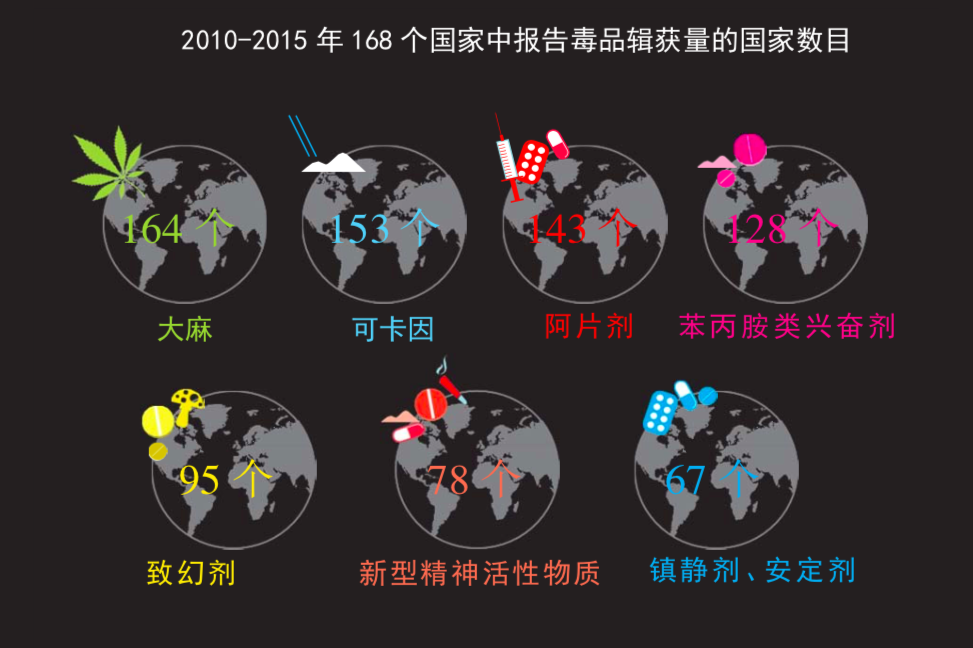 2010-2015 年 168 个国家中报告毒品辑获量的国家数目
164 个
153 个
143 个
128 个
大麻
可卡因
阿片剂
苯丙胺类兴奋剂
95 个
78 个
67 个
致幻剂
新型精神活性物质
镇静剂、安定剂